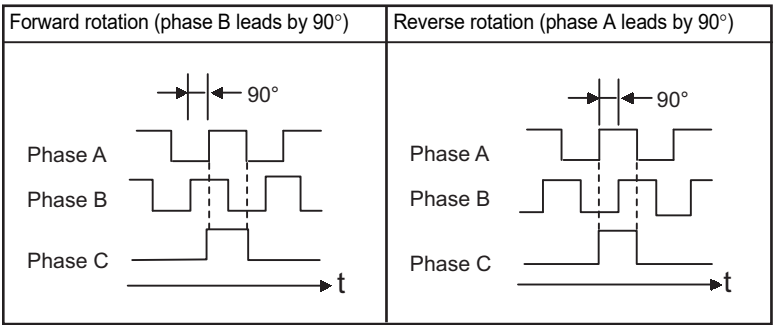 Forward rotation (phase B leads by 90°)
90°
Phase A
Phase B
Phase C
t
Reverse rotation (phase A leads by 90°)
90°
Phase A
Phase B
Phase C
t